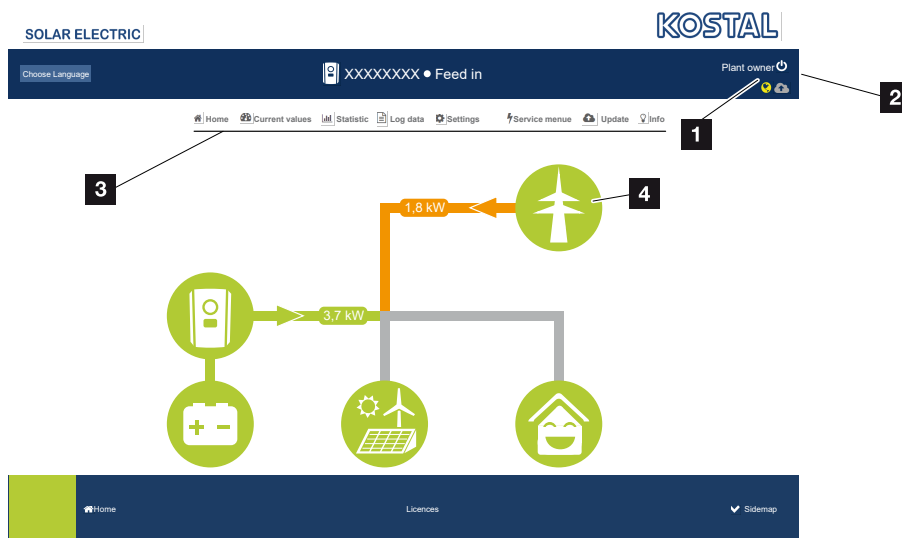 SOLAR ELECTRIC
KOSTAL
Choose Language
XXXXXXXX ● Feed in
Plant owner
2
1
Home Current values Statistic Log data Settings Service menue Update Info
3
4
1,8 kW
3,7 kW
+ −
Home
Licences
Sidemap